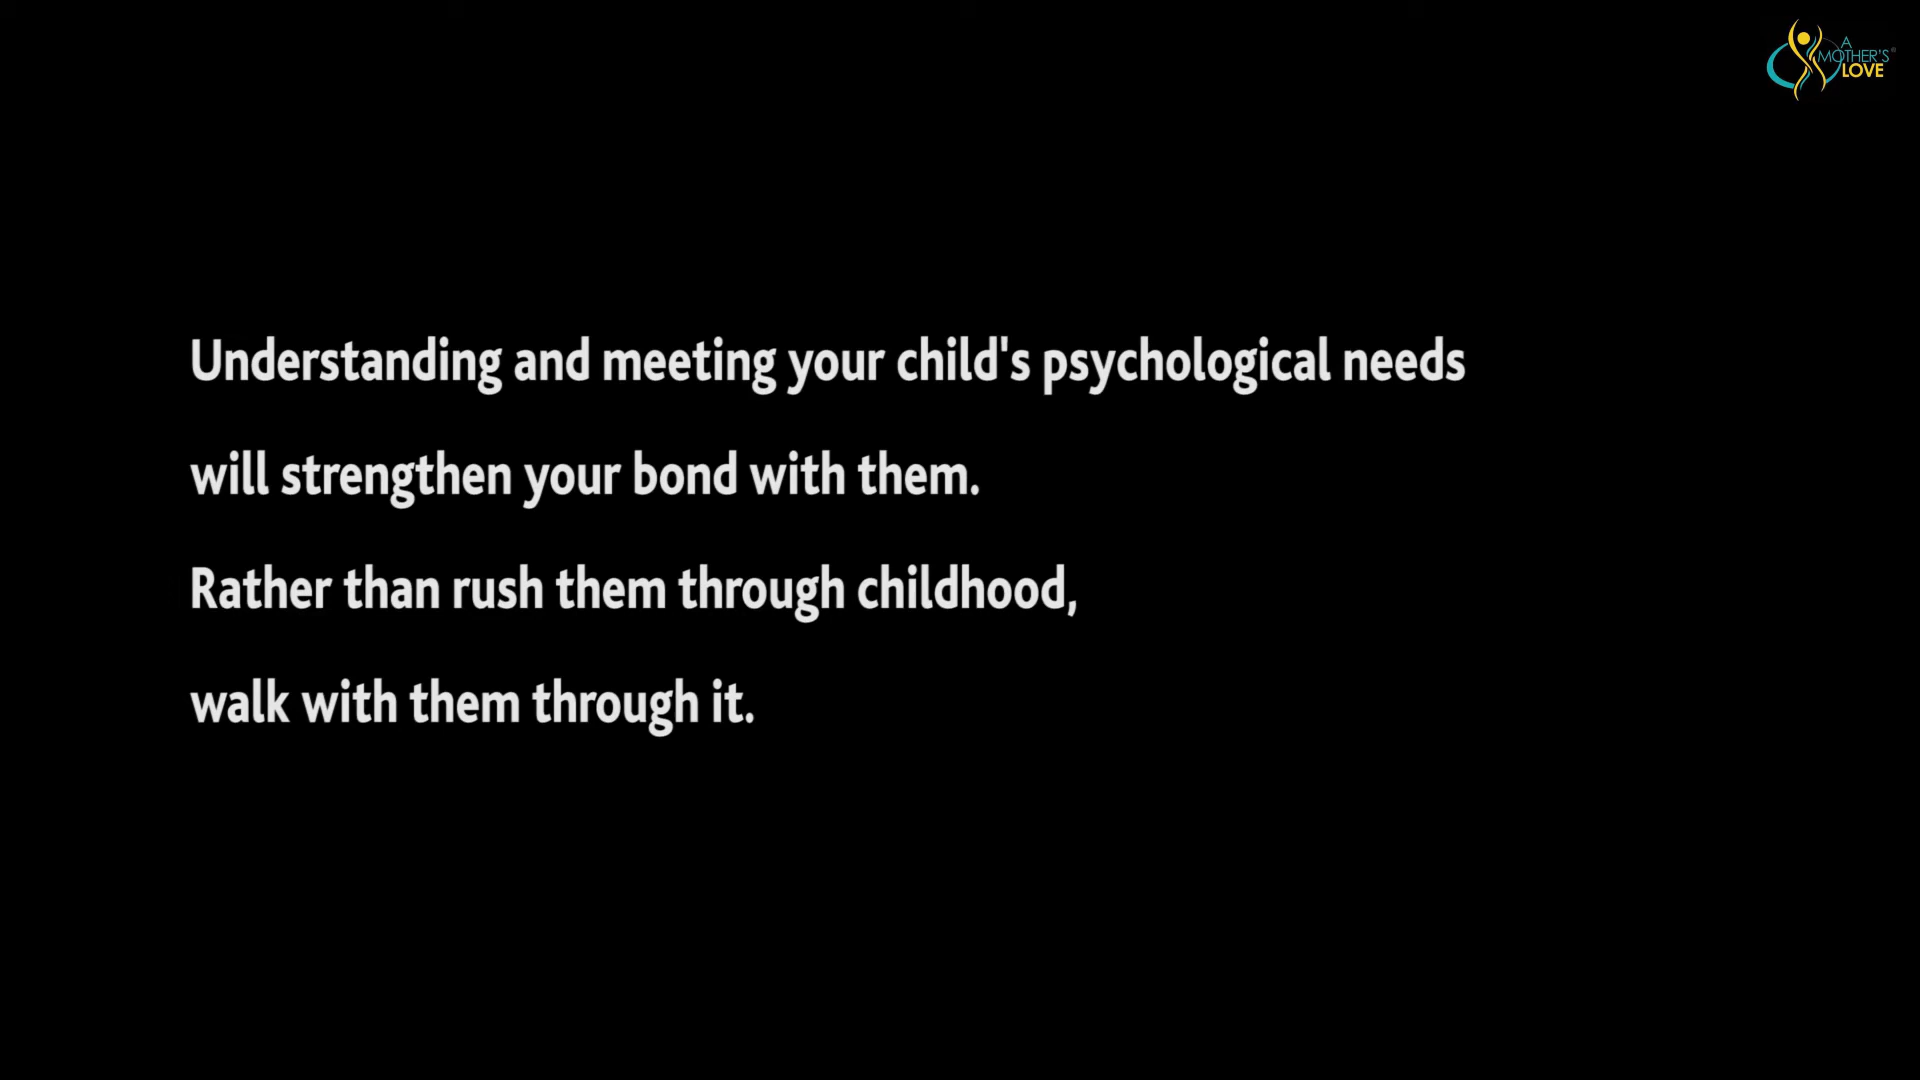 A
MOTHER'S®
LOVE
Understanding and meeting your child's psychological needs
will strengthen your bond with them.
Rather than rush them through childhood,
walk with them through it.